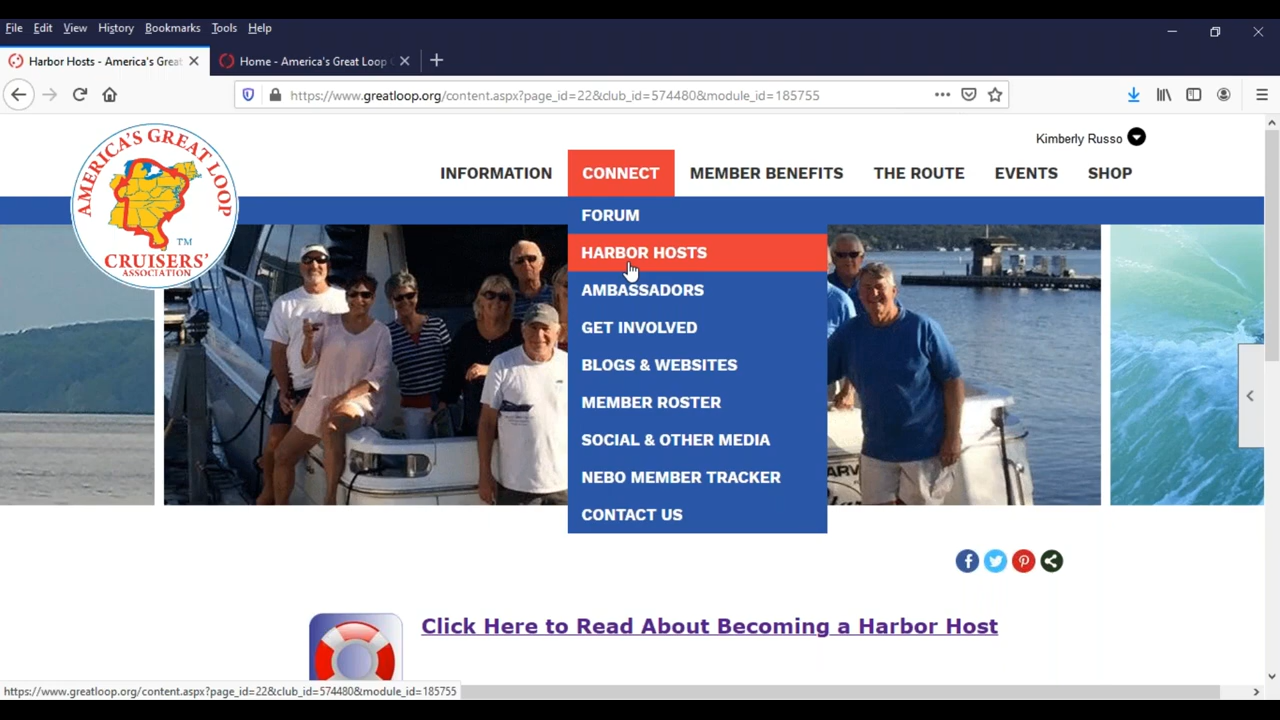 File Edit View History Bookmarks Tools Help
Harbor Hosts - America's Great
Home - America's Great Loop
https://www.greatloop.org/content.aspx?page_id=22&club_id=574480&module_id=185755
AMERICA'S GREAT LOOP
TM
CRUISERS'
ASSOCIATION
Kimberly Russo
INFORMATION CONNECT MEMBER BENEFITS THE ROUTE EVENTS SHOP
FORUM
HARBOR HOSTS
AMBASSADORS
GET INVOLVED
BLOGS & WEBSITES
MEMBER ROSTER
SOCIAL & OTHER MEDIA
NEBO MEMBER TRACKER
CONTACT US
Click Here to Read About Becoming a Harbor Host
https://www.greatloop.org/content.aspx?page_id=22&club_id=574480&module_id=185755